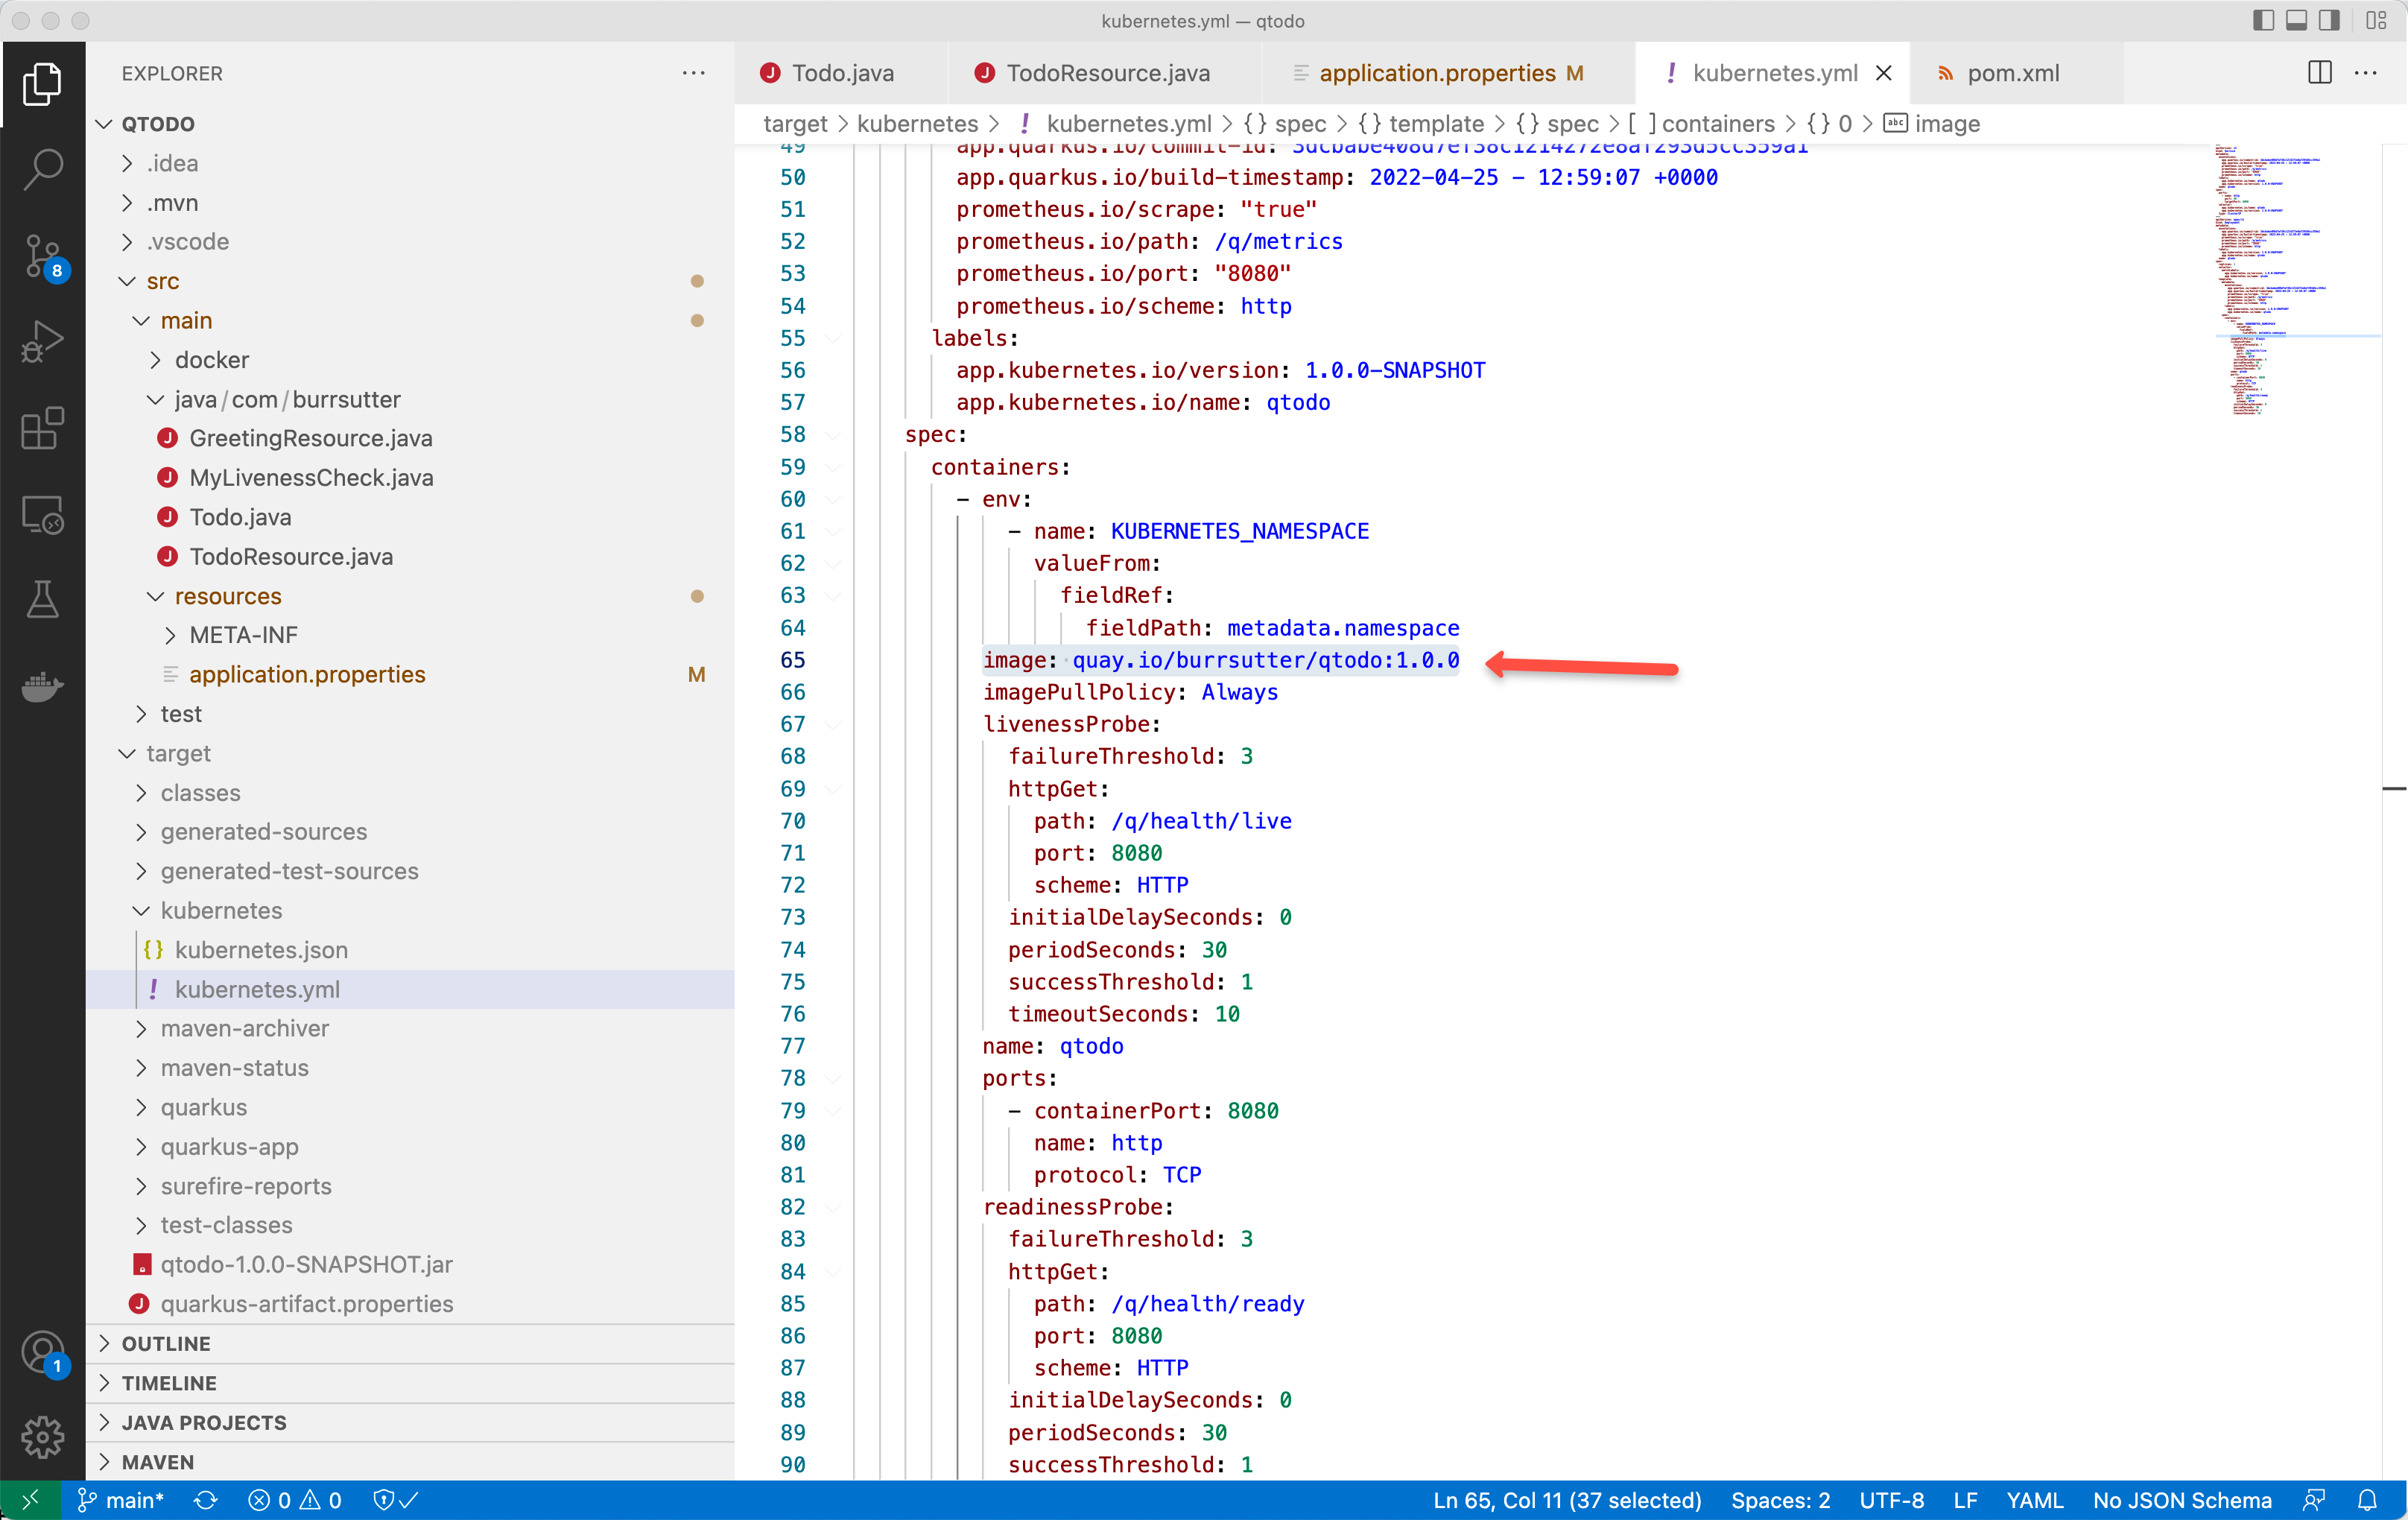 kubernetes.yml — qtodo
EXPLORER
QTODO
.idea
.mvn
.vscode
src
main
docker
java/com/burrsutter
GreetingResource.java
MyLivenessCheck.java
Todo.java
TodoResource.java
resources
META-INF
application.properties M
test
target
classes
generated-sources
generated-test-sources
kubernetes
kubernetes.json
kubernetes.yml
maven-archiver
maven-status
quarkus
quarkus-app
surefire-reports
test-classes
qtodo-1.0.0-SNAPSHOT.jar
quarkus-artifact.properties
OUTLINE
TIMELINE
JAVA PROJECTS
MAVEN
8
1
Todo.java
TodoResource.java
application.properties M
kubernetes.yml
pom.xml
target > kubernetes > ! kubernetes.yml > {} spec > {} template > {} spec > [ ] containers > {} 0 > abc image
49 app.quarkus.io/commit-id:
50 app.quarkus.io/build-timestamp: 2022-04-25 - 12:59:07 +0000
51 prometheus.io/scrape: "true"
52 prometheus.io/path: /q/metrics
53 prometheus.io/port: "8080"
54 prometheus.io/scheme: http
55 labels:
56 app.kubernetes.io/version: 1.0.0-SNAPSHOT
57 app.kubernetes.io/name: qtodo
58 spec:
59 containers:
60 - env:
61 - name: KUBERNETES_NAMESPACE
62 valueFrom:
63 fieldRef:
64 fieldPath: metadata.namespace
65 image: quay.io/burrsutter/qtodo:1.0.0
66 imagePullPolicy: Always
67 livenessProbe:
68 failureThreshold: 3
69 httpGet:
70 path: /q/health/live
71 port: 8080
72 scheme: HTTP
73 initialDelaySeconds: 0
74 periodSeconds: 30
75 successThreshold: 1
76 timeoutSeconds: 10
77 name: qtodo
78 ports:
79 - containerPort: 8080
80 name: http
81 protocol: TCP
82 readinessProbe:
83 failureThreshold: 3
84 httpGet:
85 path: /q/health/ready
86 port: 8080
87 scheme: HTTP
88 initialDelaySeconds: 0
89 periodSeconds: 30
90 successThreshold: 1
main* 0 0
Ln 65, Col 11 (37 selected) Spaces: 2 UTF-8 LF YAML No JSON Schema